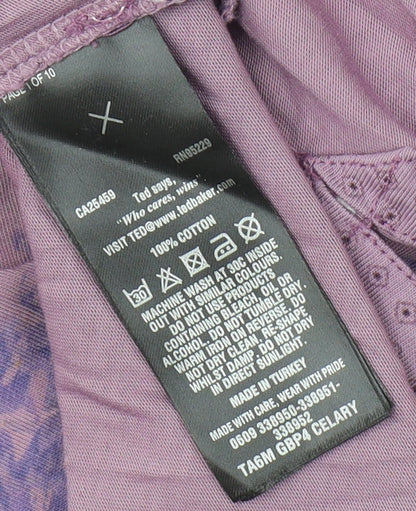 PAGE 1 OF 10
RN95229
CA25459
Ted says,
"Who cares, wins"
VISIT TED@WWW.
tedbaker.com
100% COTTON
30
MACHINE WASH AT 30C INSIDE
OUT WITH SIMILAR COLOURS.
DO NOT USE PRODUCTS
CONTAINING BLEACH, OIL OR
ALCOHOL. DO NOT TUMBLE DRY.
WARM IRON ON REVERSE. DO
NOT DRY CLEAN. RE-SHAPE
WHILST DAMP. DO NOT DRY
IN DIRECT SUNLIGHT.
MADE IN TURKEY
MADE WITH CARE, WEAR WITH PRIDE
0609 338950-338951-
338952
TA6M GBP4 CELARY